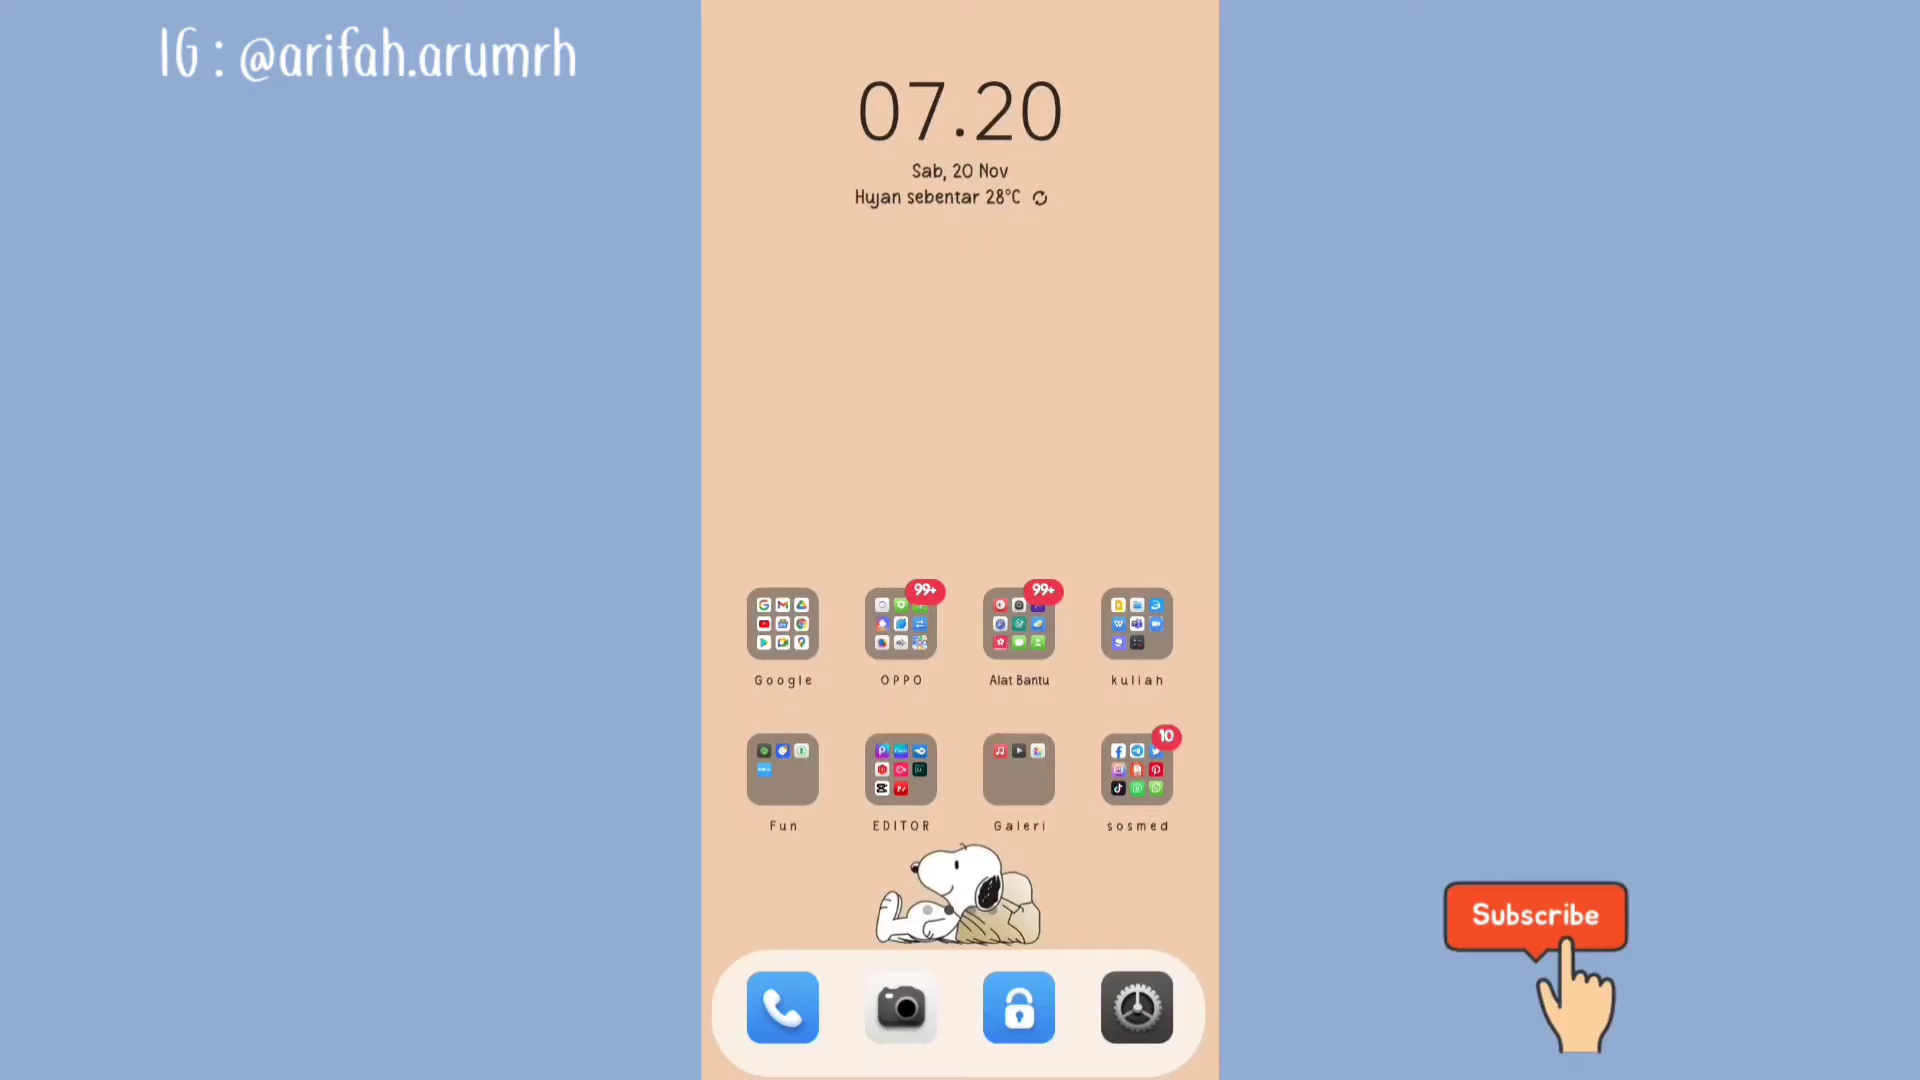 IG : @arifah.arumrh
07.20
Sab, 20 Nov
Hujan sebentar 28°C
99+
99+
Google
OPPO
Alat Bantu
kuliah
10
Fun
EDITOR
Galeri
sosmed
Subscribe